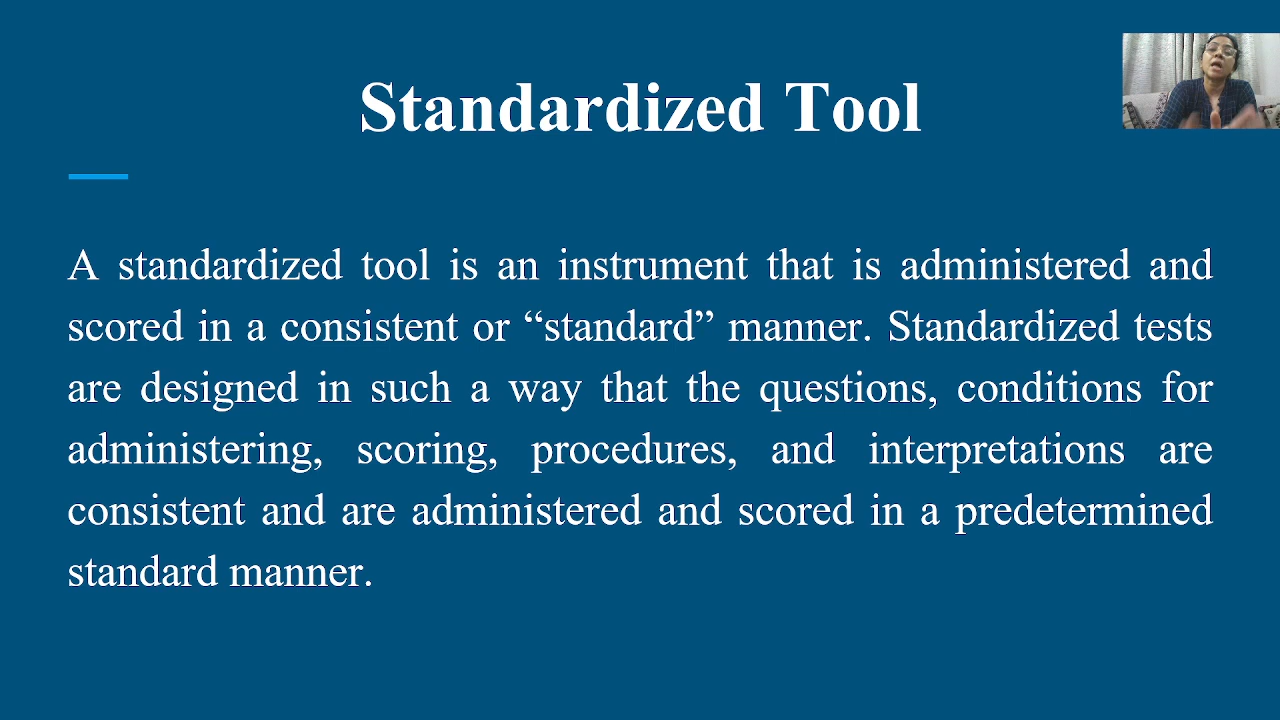 Standardized Tool
A standardized tool is an instrument that is administered and
scored in a consistent or “standard” manner. Standardized tests
are designed in such a way that the questions, conditions for
administering, scoring, procedures, and interpretations are
consistent and are administered and scored in a predetermined
standard manner.